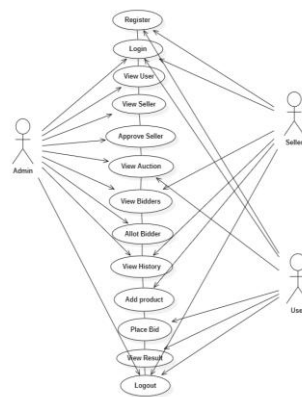 Register
Login
View User
View Seller
Approve Seller
Admin
Seller
View Auction
View Bidders
Allot Bidder
View History
Add product
User
Place Bid
View Result
Logout